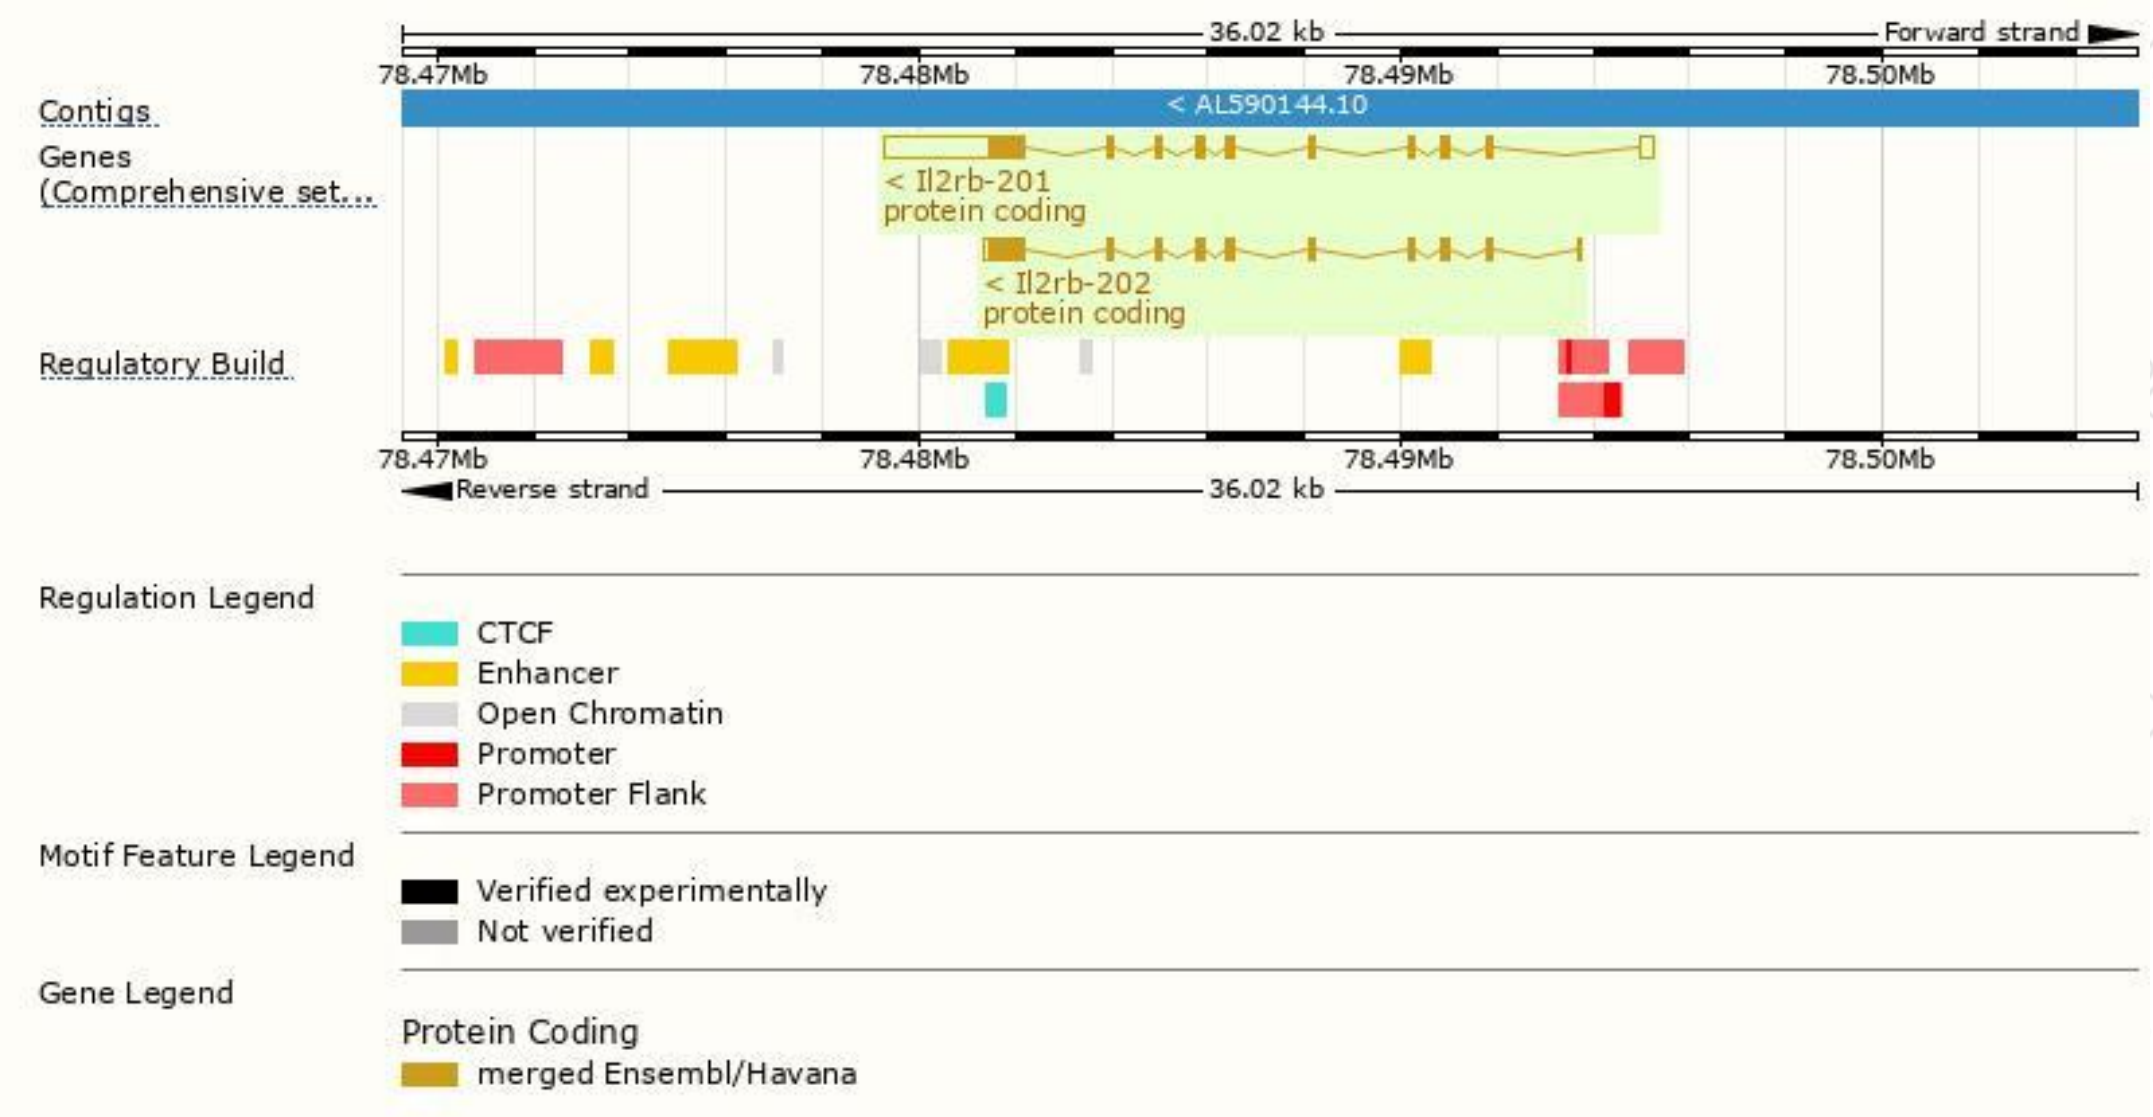 36.02 kb
Forward strand
78.47Mb 78.48Mb 78.49Mb 78.50Mb
Contigs
< AL590144.10
Genes
(Comprehensive set...
< Il2rb-201
protein coding
< Il2rb-202
protein coding
Regulatory Build
78.47Mb 78.48Mb 78.49Mb 78.50Mb
Reverse strand
36.02 kb
Regulation Legend
CTCF
Enhancer
Open Chromatin
Promoter
Promoter Flank
Motif Feature Legend
Verified experimentally
Not verified
Gene Legend
Protein Coding
merged Ensembl/Havana